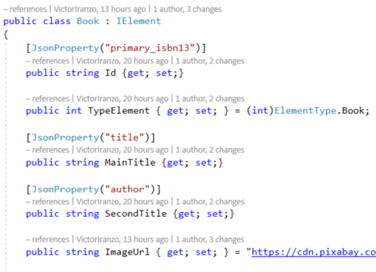 – references | VictorIranzo, 13 hours ago | 1 author, 3 changes
public class Book : IElement
{
[JsonProperty("primary_isbn13")]
– references | VictorIranzo, 20 hours ago | 1 author, 2 changes
public string Id {get; set;}
– references | VictorIranzo, 20 hours ago | 1 author, 2 changes
public int TypeElement { get; set; } = (int)ElementType.Book;
[JsonProperty("title")]
– references | VictorIranzo, 20 hours ago | 1 author, 2 changes
public string MainTitle {get; set;}
[JsonProperty("author")]
– references | VictorIranzo, 20 hours ago | 1 author, 2 changes
public string SecondTitle {get; set;}
– references | VictorIranzo, 13 hours ago | 1 author, 3 changes
public string ImageUrl { get; set; } = "https://cdn.pixabay.co